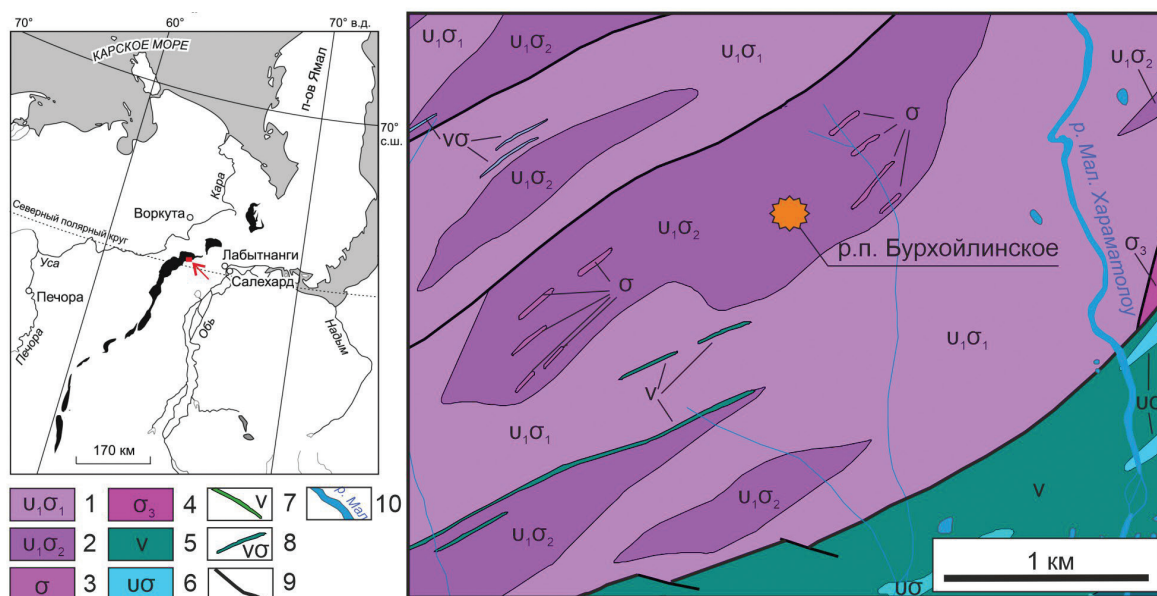 70°
60°
70° в.д.
КАРСКОЕ МОРЕ
п-ов Ямал
70°
с.ш.
Кара
Северный полярный круг
Воркута
Лабытнанги
Уса
Салехард
Печора
Обь
Надым
Печора
170 км
υ₁σ₁
υ₁σ₂
υ₁σ₁
υ₁σ₂
νσ
σ
υ₁σ₂
р. Мал. Хараматолоу
υ₁σ₂
р.п. Бурхойлинское
σ₃
σ
υ₁σ₁
ν
υσ
υ₁σ₁
υ₁σ₂
ν
υ₁σ₂
υσ
1 км
υ₁σ₁ 1
σ₃ 4
ν 7
р. Мал 10
υ₁σ₂ 2
ν 5
νσ 8
σ 3
υσ 6
9